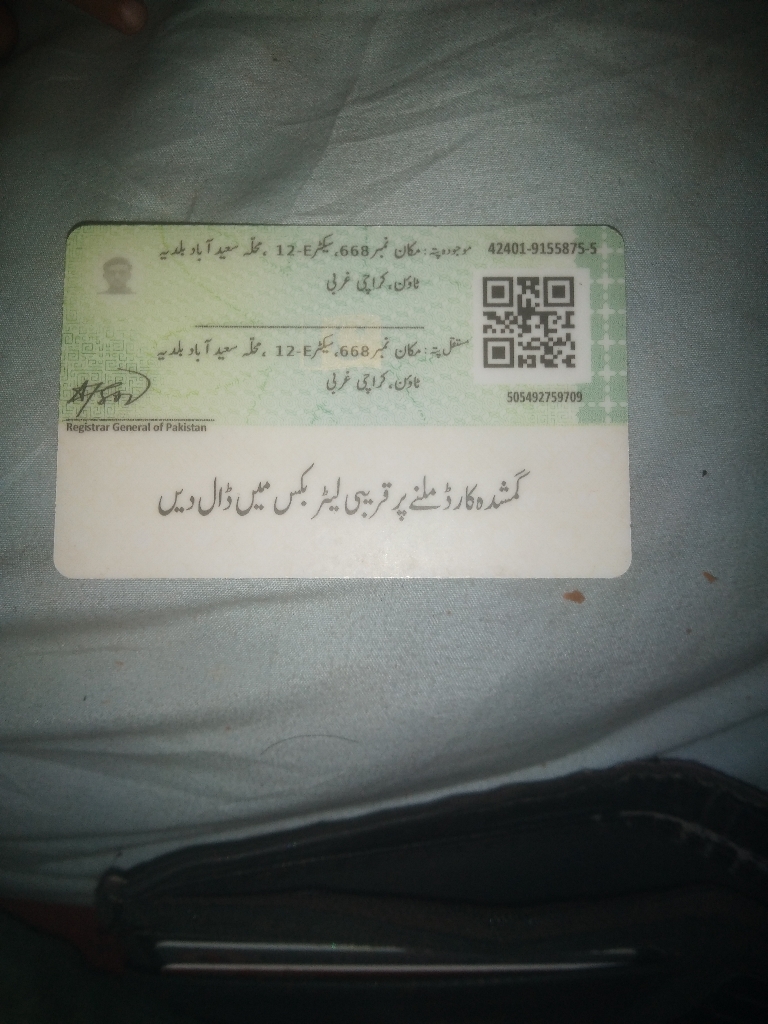 موجودہ پتہ: مکان نمبر 668، سیکٹر 12-E ، محلّہ سعید آباد بلدیہ
ٹاؤن، کراچی غربی
42401-9155875-5
مستقل پتہ: مکان نمبر 668، سیکٹر 12-E ، محلّہ سعید آباد بلدیہ
ٹاؤن، کراچی غربی
505492759709
Registrar General of Pakistan
گمشدہ کارڈ ملنے پر قریبی لیٹر بکس میں ڈال دیں